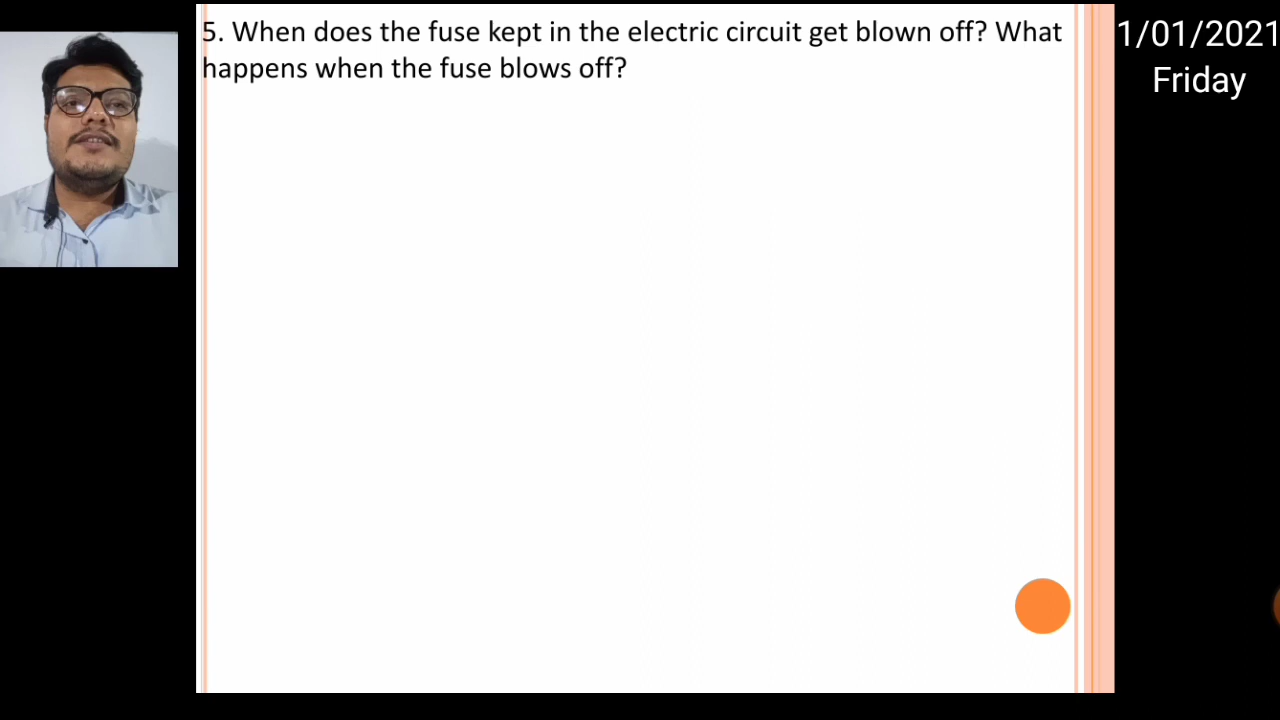 5. When does the fuse kept in the electric circuit get blown off? What
happens when the fuse blows off?
1/01/2021
Friday